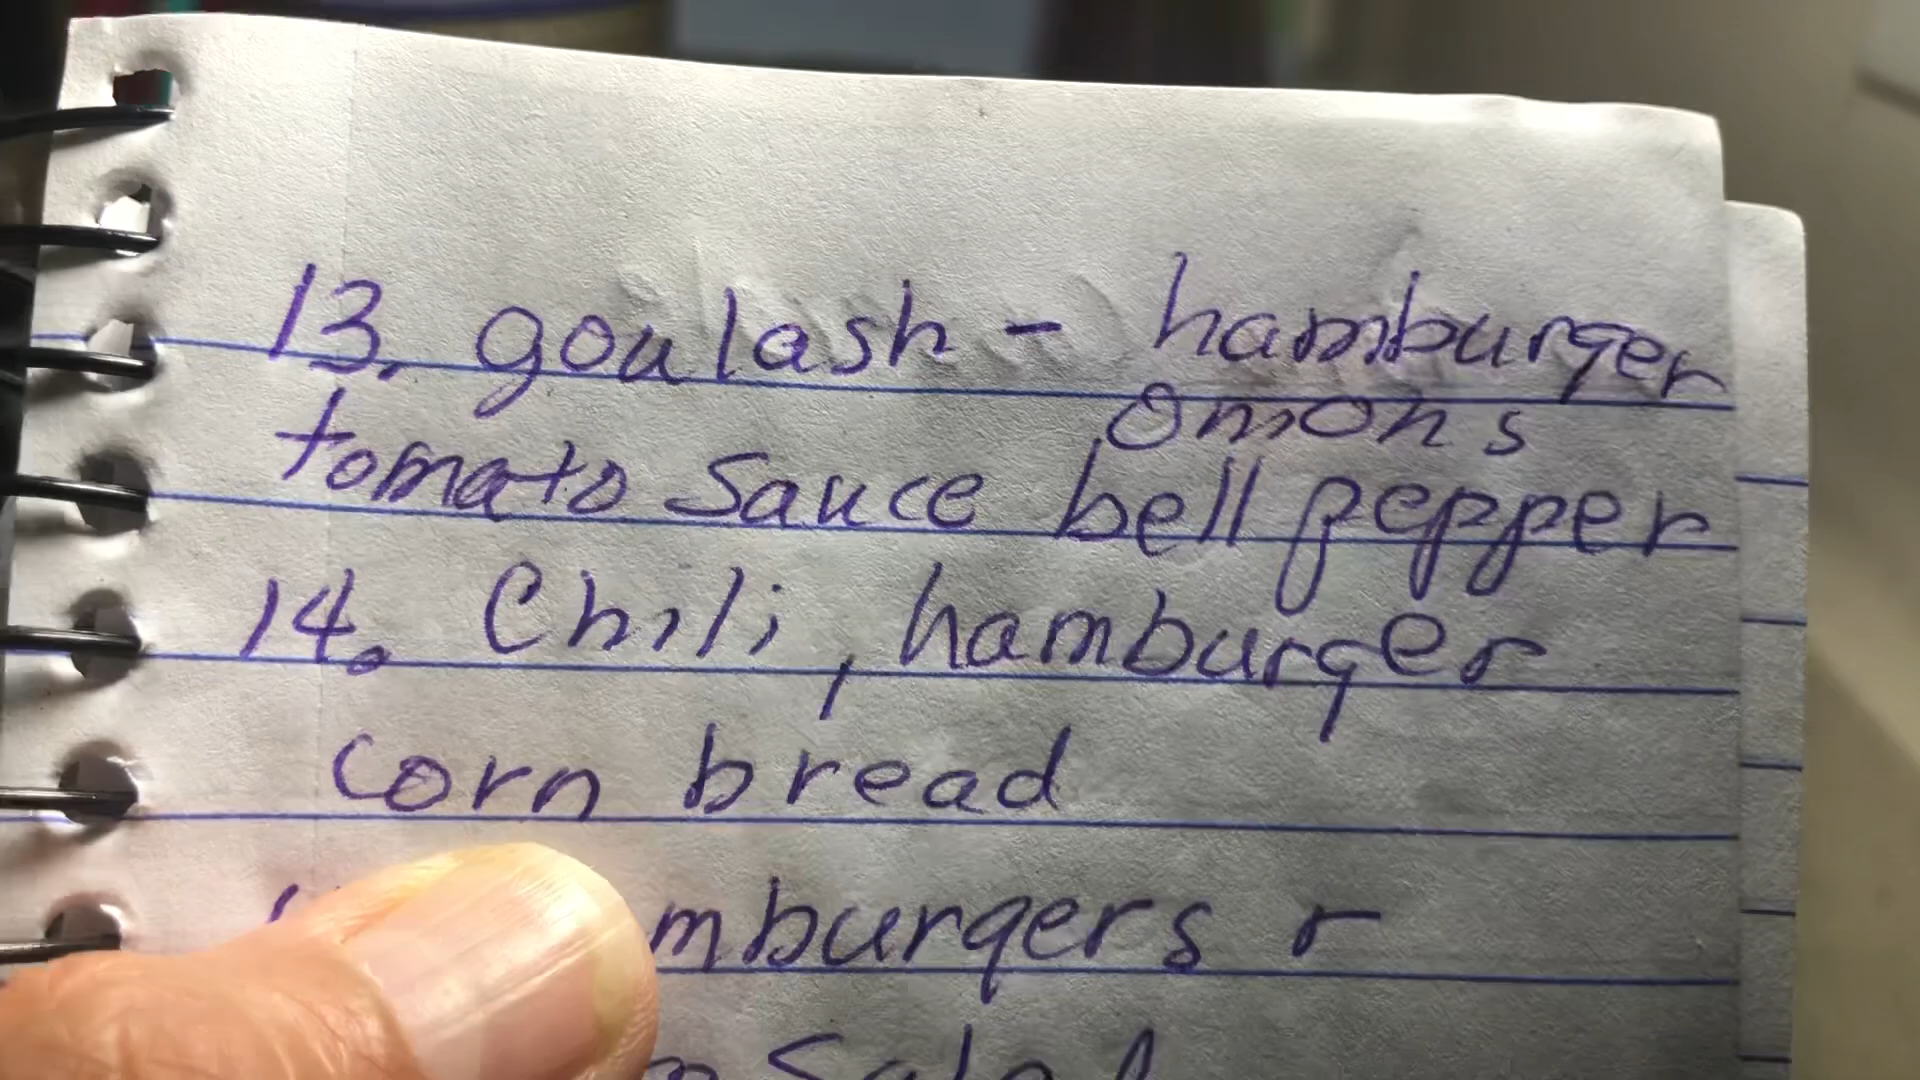 13. goulash - hamburger
onions
tomato sauce bell pepper
14. Chili, hamburger
corn bread
mburgers r